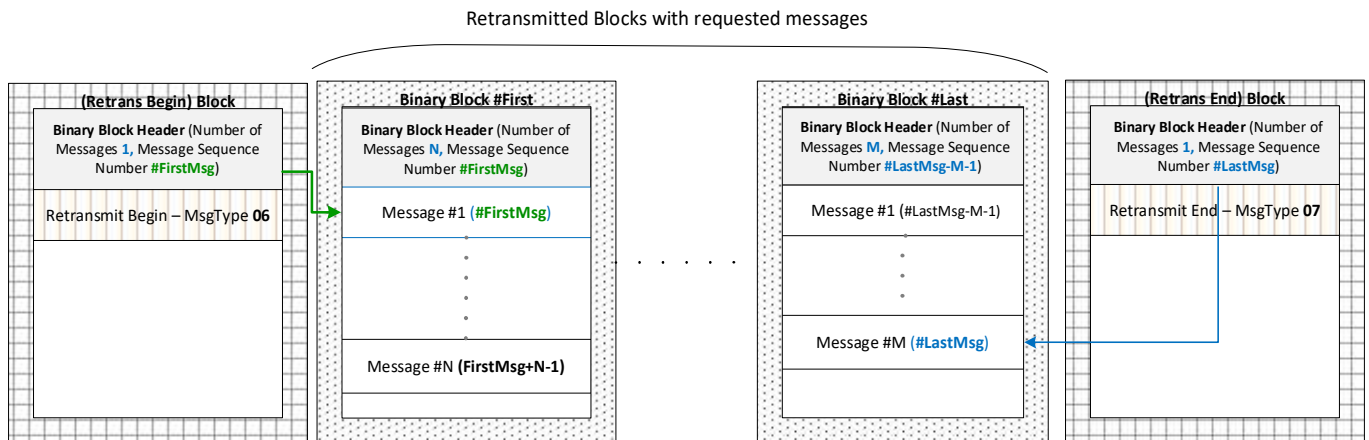 Retransmitted Blocks with requested messages
(Retrans Begin) Block
Binary Block Header (Number of
Messages 1, Message Sequence
Number #FirstMsg)
Retransmit Begin – MsgType 06
Binary Block #First
Binary Block Header (Number of
Messages N, Message Sequence
Number #FirstMsg)
Message #1 (#FirstMsg)
Message #N (FirstMsg+N-1)
Binary Block #Last
Binary Block Header (Number of
Messages M, Message Sequence
Number #LastMsg-M-1)
Message #1 (#LastMsg-M-1)
Message #M (#LastMsg)
(Retrans End) Block
Binary Block Header (Number of
Messages 1, Message Sequence
Number #LastMsg)
Retransmit End – MsgType 07